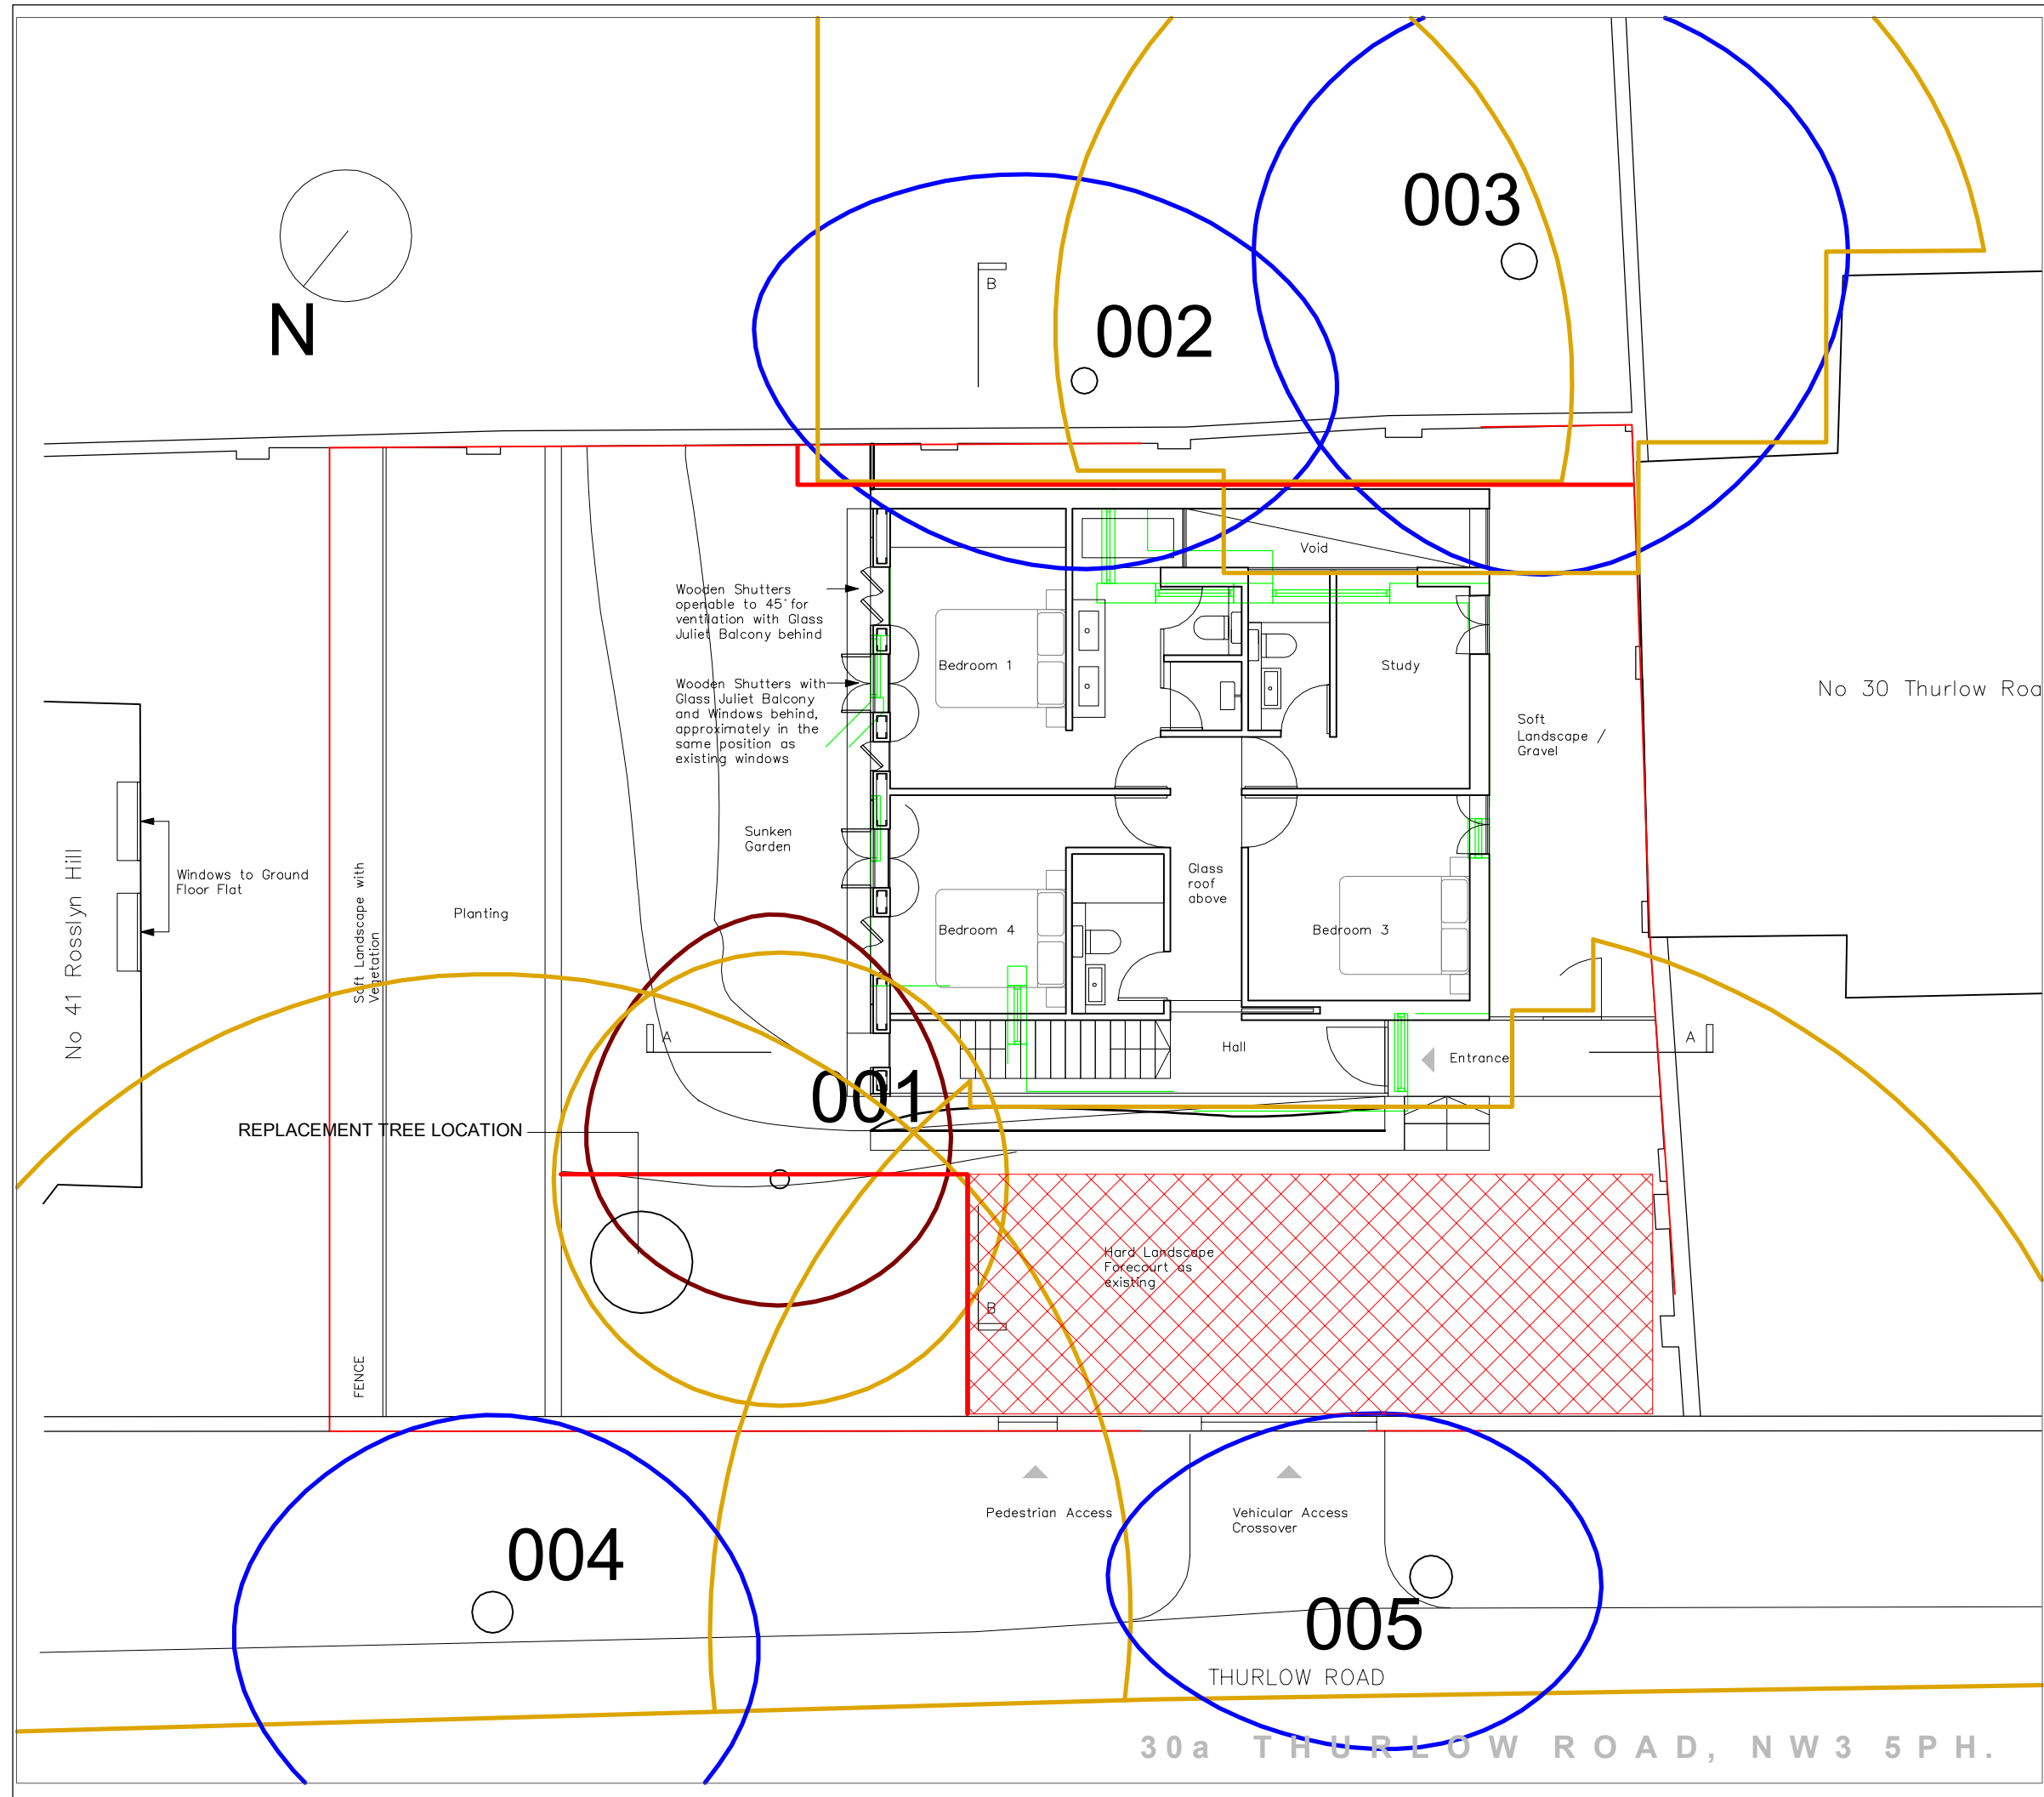 003
N
002
B
Void
Wooden Shutters
openable to 45° for
ventilation with Glass
Juliet Balcony behind
Bedroom 1
Study
Wooden Shutters with
Glass Juliet Balcony
and Windows behind,
approximately in the
same position as
existing windows
No 30 Thurlow Roa
Soft
Landscape /
Gravel
Sunken
Garden
No 41 Rosslyn Hill
Windows to Ground
Floor Flat
Soft Landscape with
Vegetation
Planting
Glass
roof
above
Bedroom 4
Bedroom 3
A
Hall
Entrance
A
001
REPLACEMENT TREE LOCATION
Hard Landscape
Forecourt as
existing
B
FENCE
Pedestrian Access
Vehicular Access
Crossover
004
005
THURLOW ROAD
30a THURLOW ROAD, NW3 5PH.